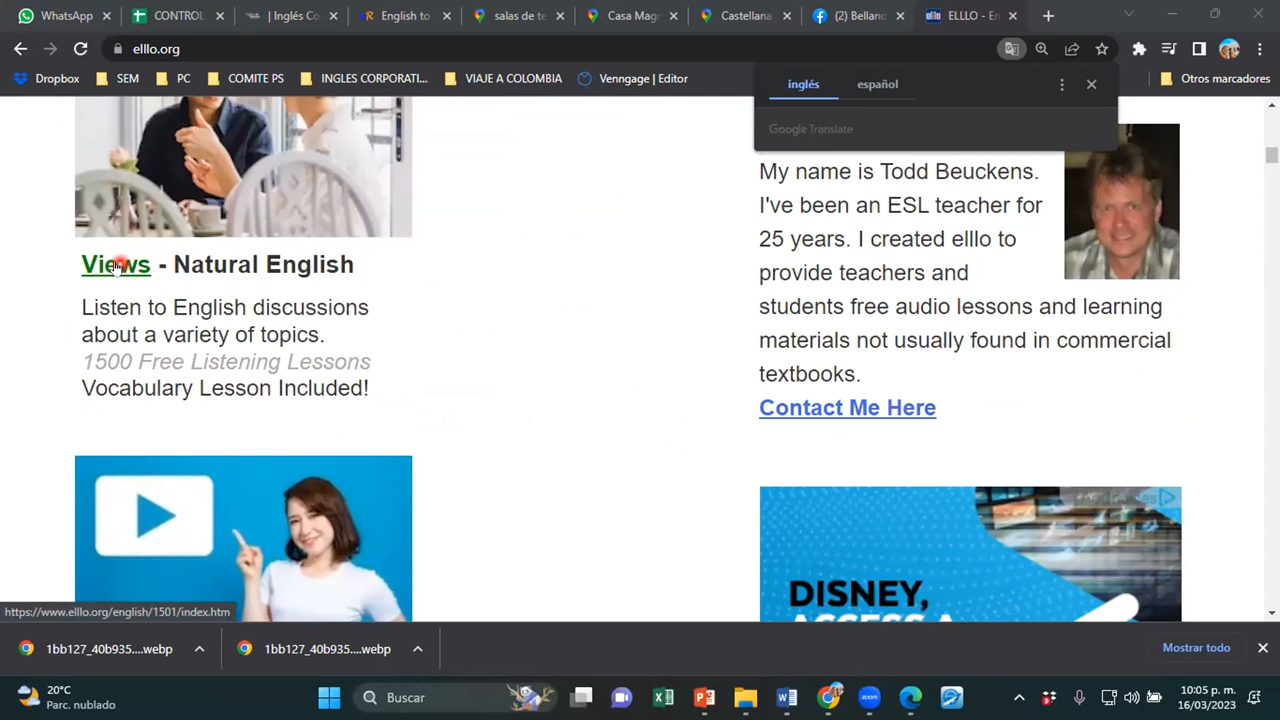 WhatsApp
CONTROL
| Inglés Co
English to
salas de te
Casa Magr
Castellana
(2) Bellano
ELLLO - En
elllo.org
Dropbox
SEM
PC
COMITE PS
INGLES CORPORATI...
VIAJE A COLOMBIA
Venngage | Editor
Otros marcadores
inglés
español
Google Translate
Views - Natural English
Listen to English discussions
about a variety of topics.
1500 Free Listening Lessons
Vocabulary Lesson Included!
My name is Todd Beuckens.
I've been an ESL teacher for
25 years. I created elllo to
provide teachers and
students free audio lessons and learning
materials not usually found in commercial
textbooks.
Contact Me Here
DISNEY,
ACCESS A
https://www.elllo.org/english/1501/index.htm
1bb127_40b935....webp
1bb127_40b935....webp
Mostrar todo
20°C
Parc. nublado
Buscar
zoom
10:05 p. m.
16/03/2023